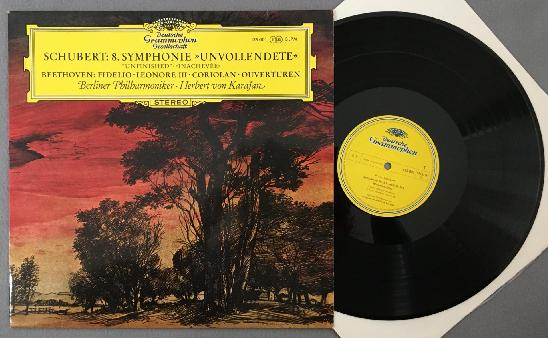 Deutsche
Grammophon
Gesellschaft
SCHUBERT: 8. SYMPHONIE »UNVOLLENDETE«
"UNFINISHED" · «INACHEVÉE»
BEETHOVEN: FIDELIO · LEONORE III · CORIOLAN · OUVERTUREN
Berliner Philharmoniker · Herbert von Karajan
STEREO
Deutsche
Grammophon